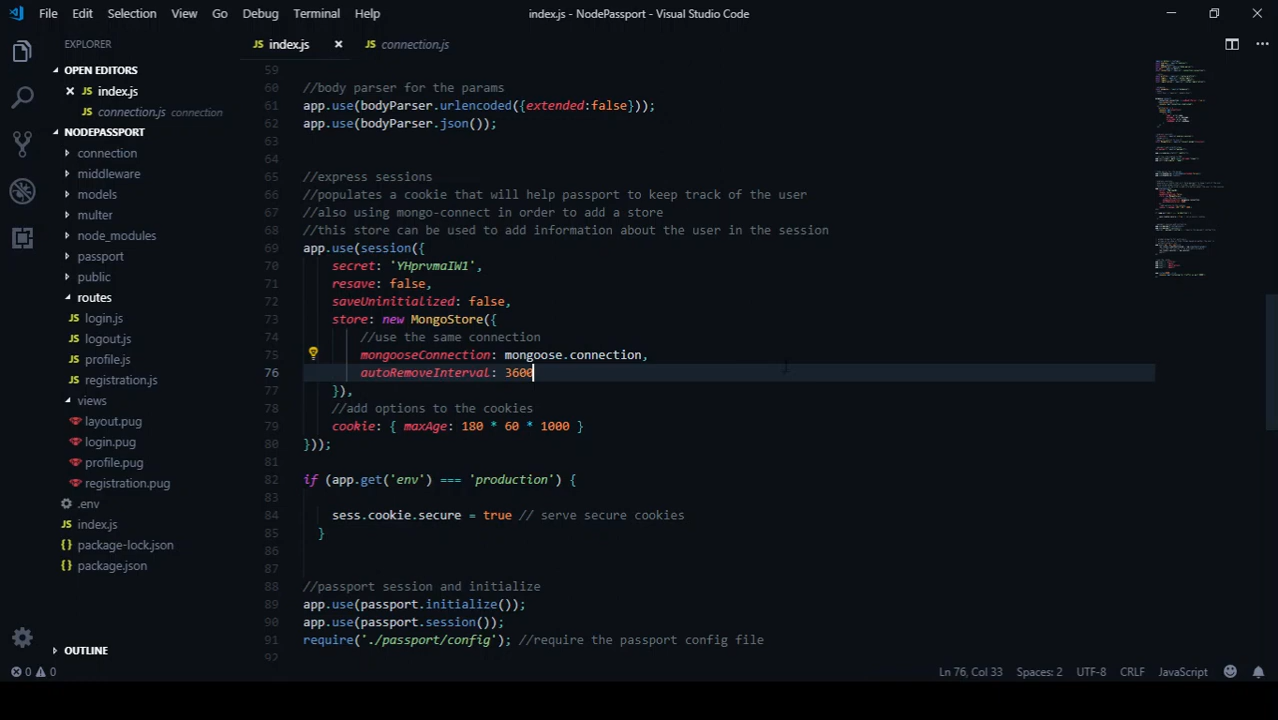 File Edit Selection View Go Debug Terminal Help
index.js - NodePassport - Visual Studio Code
EXPLORER
OPEN EDITORS
index.js
connection.js connection
NODEPASSPORT
connection
middleware
models
multer
node_modules
passport
public
routes
JS login.js
JS logout.js
JS profile.js
JS registration.js
views
layout.pug
login.pug
profile.pug
registration.pug
.env
JS index.js
{} package-lock.json
{} package.json
OUTLINE
JS index.js
JS connection.js
59
60 //body parser for the params
61 app.use(bodyParser.urlencoded({extended:false}));
62 app.use(bodyParser.json());
63
64
65 //express sessions
66 //populates a cookie that will help passport to keep track of the user
67 //also using mongo-connect in order to add a store
68 //this store can be used to add information about the user in the session
69 app.use(session({
70 secret: 'YHprvmaIW1',
71 resave: false,
72 saveUninitialized: false,
73 store: new MongoStore({
74 //use the same connection
75 mongooseConnection: mongoose.connection,
76 autoRemoveInterval: 3600
77 }),
78 //add options to the cookies
79 cookie: { maxAge: 180 * 60 * 1000 }
80 }));
81
82 if (app.get('env') === 'production') {
83
84 sess.cookie.secure = true // serve secure cookies
85 }
86
87
88 //passport session and initialize
89 app.use(passport.initialize());
90 app.use(passport.session());
91 require('./passport/config'); //require the passport config file
92
0 0
Ln 76, Col 33 Spaces: 2 UTF-8 CRLF JavaScript